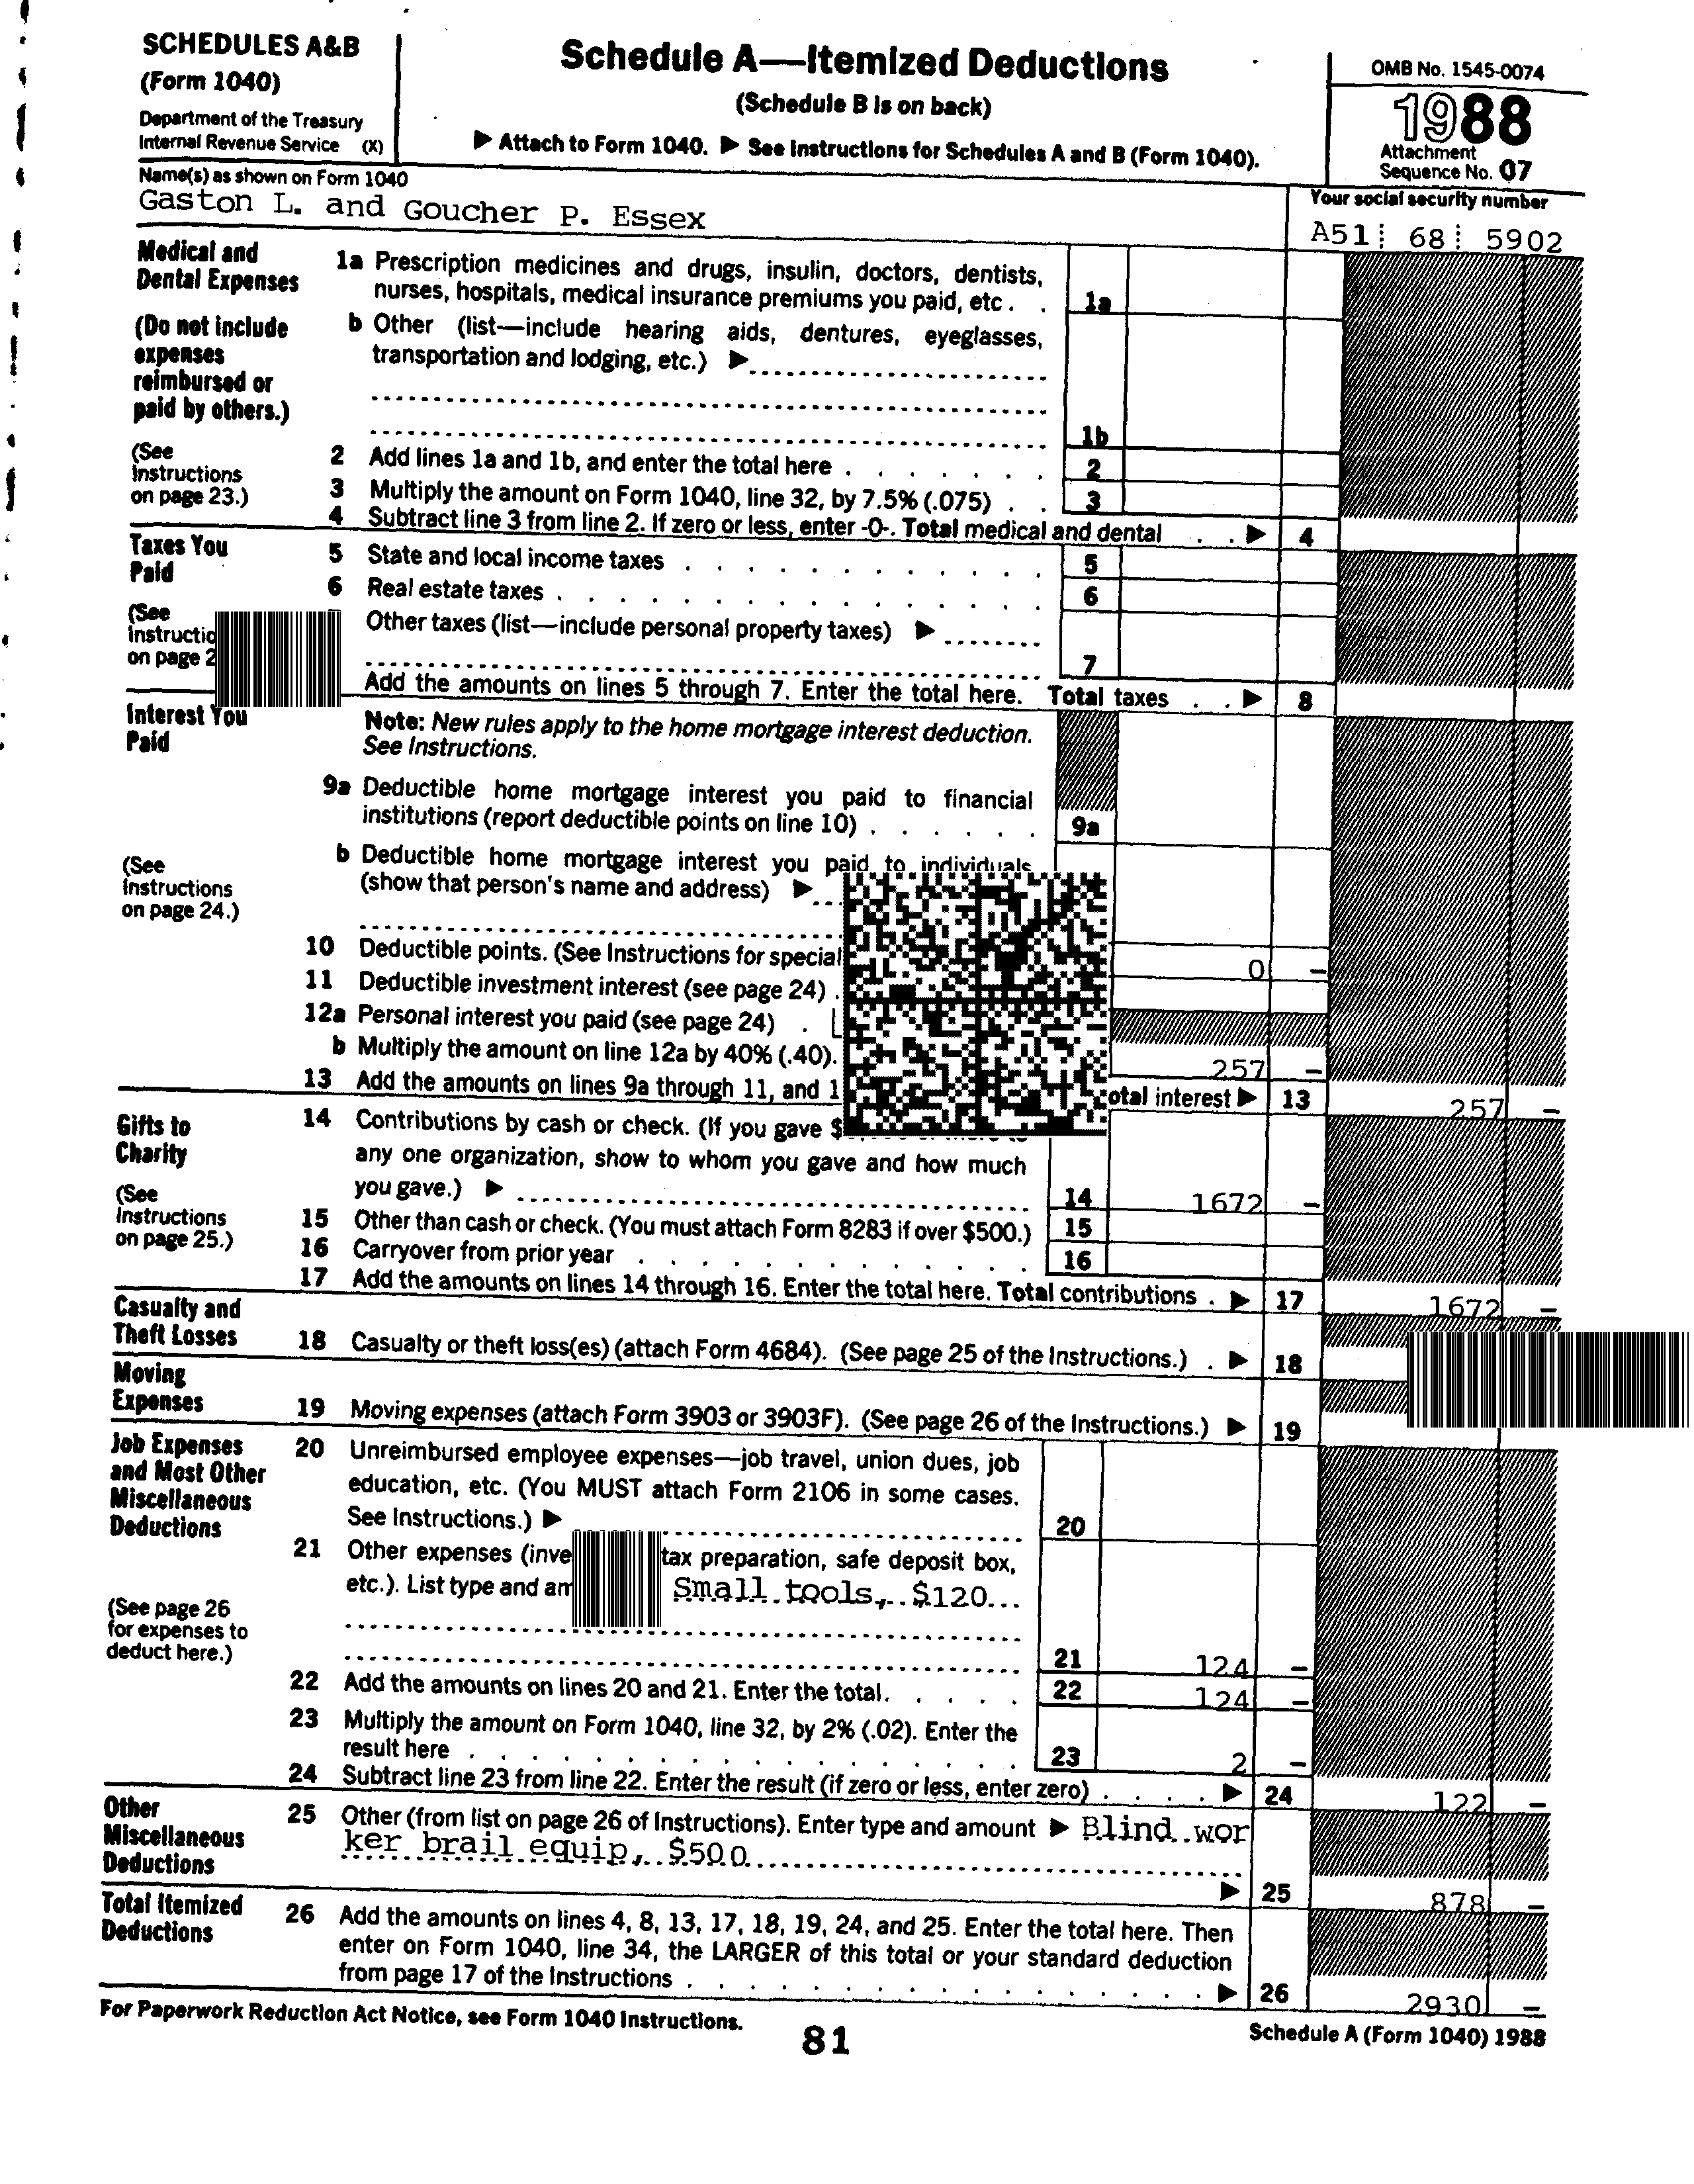 SCHEDULES A&B
(Form 1040)
Department of the Treasury
Internal Revenue Service (X)
Schedule A—Itemized Deductions
(Schedule B is on back)
▶ Attach to Form 1040. ▶ See Instructions for Schedules A and B (Form 1040).
OMB No. 1545-0074
1988
Attachment
Sequence No. 07
Name(s) as shown on Form 1040
Gaston L. and Goucher P. Essex
Your social security number
A51 68 5902
Medical and
Dental Expenses
(Do not include
expenses
reimbursed or
paid by others.)
(See
Instructions
on page 23.)
1a Prescription medicines and drugs, insulin, doctors, dentists,
nurses, hospitals, medical insurance premiums you paid, etc . . 1a
b Other (list—include hearing aids, dentures, eyeglasses,
transportation and lodging, etc.) ▶
1b
2 Add lines 1a and 1b, and enter the total here . . . . . . . 2
3 Multiply the amount on Form 1040, line 32, by 7.5% (.075) . . 3
4 Subtract line 3 from line 2. If zero or less, enter -0-. Total medical and dental . . ▶ 4
Taxes You
Paid
(See
on page
5 State and local income taxes . . . . . . . . . . . . 5
6 Real estate taxes . . . . . . . . . . . . . . . . 6
Other taxes (list—include personal property taxes) ▶
7
Add the amounts on lines 5 through 7. Enter the total here. Total taxes . . ▶ 8
Interest You
Paid
(See
Instructions
on page 24.)
Note: New rules apply to the home mortgage interest deduction.
See Instructions.
9a Deductible home mortgage interest you paid to financial
institutions (report deductible points on line 10) . . . . . . 9a
b Deductible home mortgage interest you paid to individuals
(show that person's name and address) ▶
10 Deductible points. (See Instructions for special
0 –
11 Deductible investment interest (see page 24) .
12a Personal interest you paid (see page 24) .
b Multiply the amount on line 12a by 40% (.40). 257 –
13 Add the amounts on lines 9a through 11, and interest ▶ 13 257 –
Gifts to
Charity
(See
Instructions
on page 25.)
14 Contributions by cash or check. (If you gave $
any one organization, show to whom you gave and how much
you gave.) ▶ 14 1672 –
15 Other than cash or check. (You must attach Form 8283 if over $500.) 15
16 Carryover from prior year . . . . . . . . . . . . . 16
17 Add the amounts on lines 14 through 16. Enter the total here. Total contributions . ▶ 17 1672 –
Casualty and
Theft Losses
18 Casualty or theft loss(es) (attach Form 4684). (See page 25 of the Instructions.) . ▶ 18
Moving
Expenses
19 Moving expenses (attach Form 3903 or 3903F). (See page 26 of the Instructions.) ▶ 19
Job Expenses
and Most Other
Miscellaneous
Deductions
(See page 26
for expenses to
deduct here.)
20 Unreimbursed employee expenses—job travel, union dues, job
education, etc. (You MUST attach Form 2106 in some cases.
See Instructions.) ▶ 20
21 Other expenses tax preparation, safe deposit box,
etc.). List type and Small tools, $120
21 124 –
22 Add the amounts on lines 20 and 21. Enter the total. . . . . . 22 124 –
23 Multiply the amount on Form 1040, line 32, by 2% (.02). Enter the
result here . . . . . . . . . . . . . . . . . . 23 2 –
24 Subtract line 23 from line 22. Enter the result (if zero or less, enter zero) . . . . . ▶ 24 122 –
Other
Miscellaneous
Deductions
25 Other (from list on page 26 of Instructions). Enter type and amount ▶ Blind wor
ker brail equip, $500
▶ 25 878 –
Total Itemized
Deductions
26 Add the amounts on lines 4, 8, 13, 17, 18, 19, 24, and 25. Enter the total here. Then
enter on Form 1040, line 34, the LARGER of this total or your standard deduction
from page 17 of the Instructions . . . . . . . . . . . . . . . . . ▶ 26 2930 –
For Paperwork Reduction Act Notice, see Form 1040 Instructions.
81
Schedule A (Form 1040) 1988